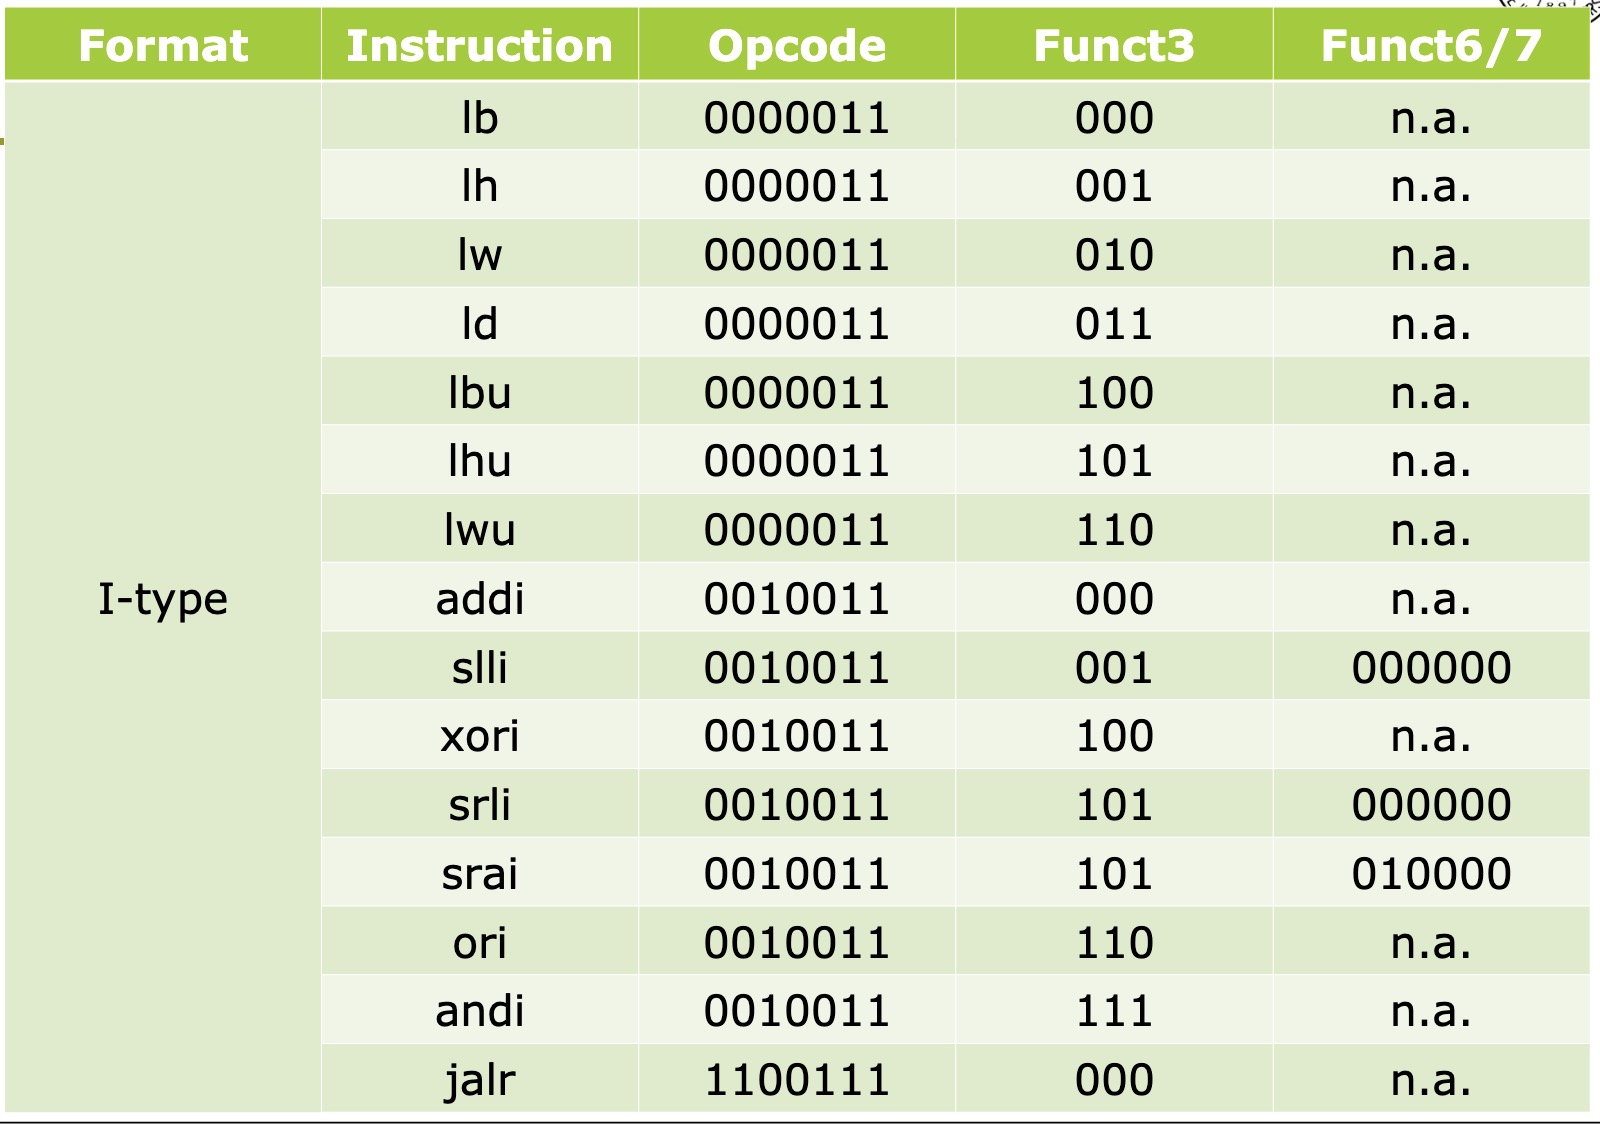 Format Instruction Opcode Funct3 Funct6/7
lb 0000011 000 n.a.
lh 0000011 001 n.a.
lw 0000011 010 n.a.
ld 0000011 011 n.a.
lbu 0000011 100 n.a.
lhu 0000011 101 n.a.
lwu 0000011 110 n.a.
I-type addi 0010011 000 n.a.
slli 0010011 001 000000
xori 0010011 100 n.a.
srli 0010011 101 000000
srai 0010011 101 010000
ori 0010011 110 n.a.
andi 0010011 111 n.a.
jalr 1100111 000 n.a.